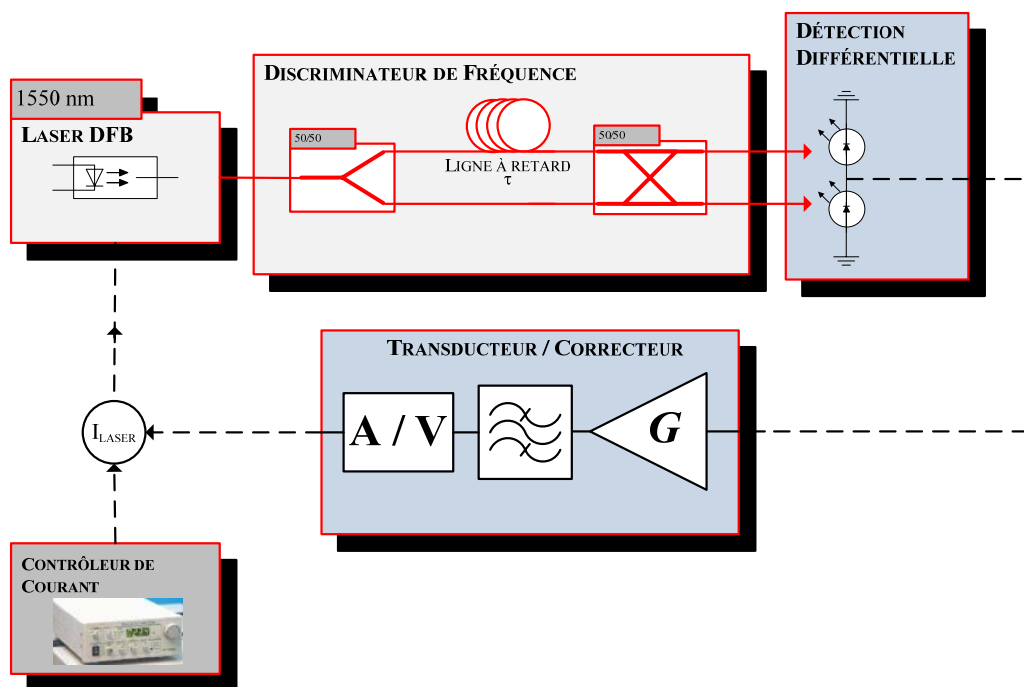 1550 nm
LASER DFB
DISCRIMINATEUR DE FRÉQUENCE
50/50
LIGNE À RETARD
τ
50/50
DÉTECTION
DIFFÉRENTIELLE
TRANSDUCTEUR / CORRECTEUR
A / V
G
I LASER
CONTRÔLEUR DE
COURANT